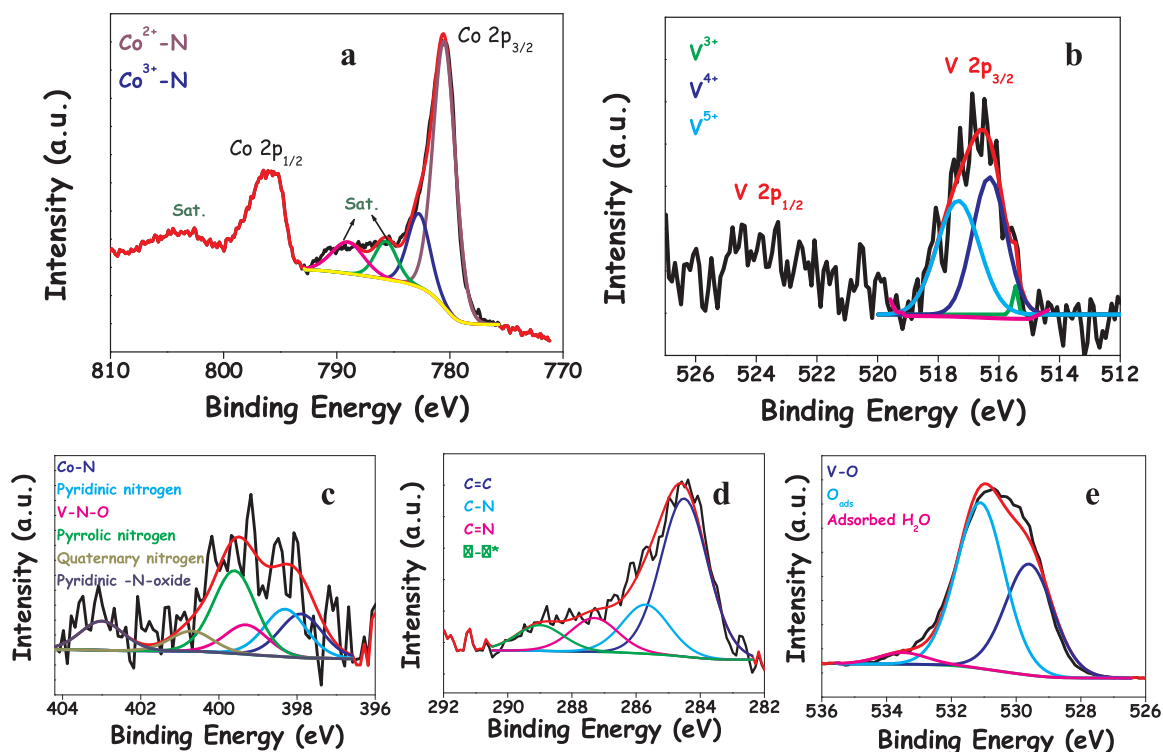 a
Co²⁺-N
Co³⁺-N
Co 2p₃/₂
Co 2p₁/₂
Sat.
Sat.
Intensity (a.u.)
810 800 790 780 770
Binding Energy (eV)
b
V³⁺
V⁴⁺
V⁵⁺
V 2p₃/₂
V 2p₁/₂
Intensity (a.u.)
526 524 522 520 518 516 514 512
Binding Energy (eV)
c
Co-N
Pyridinic nitrogen
V-N-O
Pyrrolic nitrogen
Quaternary nitrogen
Pyridinic -N-oxide
Intensity (a.u.)
404 402 400 398 396
Binding Energy (eV)
d
C=C
C-N
C=N
-*
Intensity (a.u.)
292 290 288 286 284 282
Binding Energy (eV)
e
V-O
Oads
Adsorbed H₂O
Intensity (a.u.)
536 534 532 530 528 526
Binding Energy (eV)